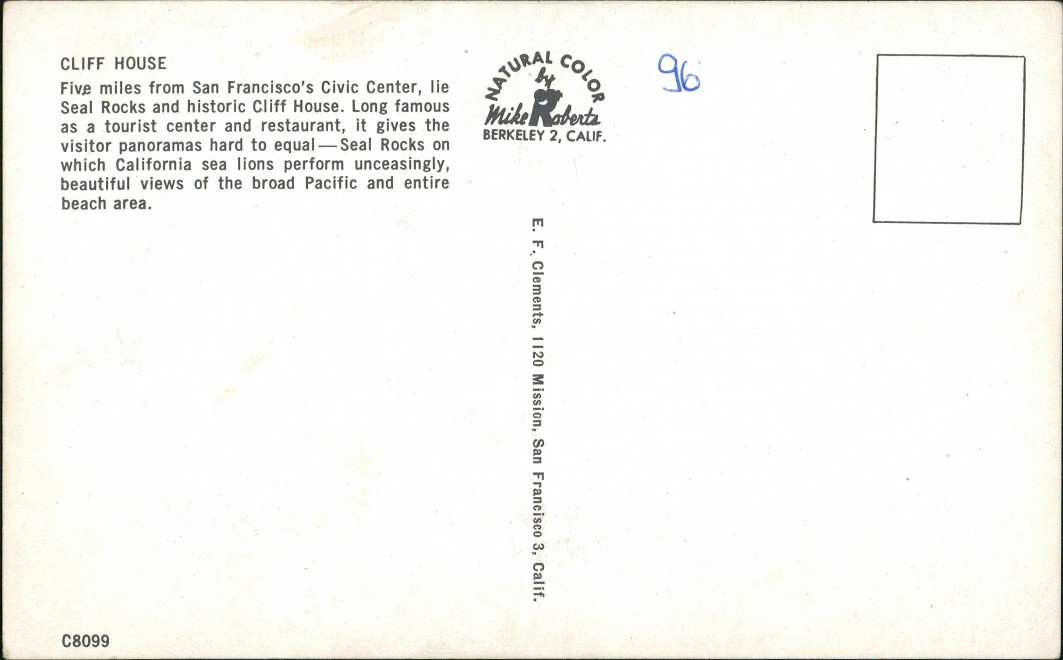 CLIFF HOUSE
Five miles from San Francisco's Civic Center, lie
Seal Rocks and historic Cliff House. Long famous
as a tourist center and restaurant, it gives the
visitor panoramas hard to equal—Seal Rocks on
which California sea lions perform unceasingly,
beautiful views of the broad Pacific and entire
beach area.
NATURAL COLOR
by
Mike Roberts
BERKELEY 2, CALIF.
96
E. F. Clements, 1120 Mission, San Francisco 3, Calif.
C8099